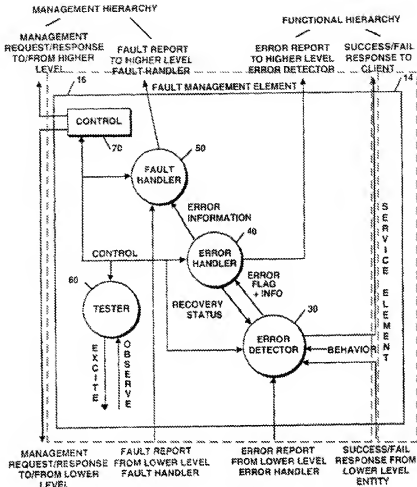 MANAGEMENT HIERARCHY
FUNCTIONAL HIERARCHY
MANAGEMENT
REQUEST/RESPONSE
TO/FROM HIGHER
LEVEL
FAULT REPORT
TO HIGHER LEVEL
FAULT HANDLER
ERROR REPORT
TO HIGHER LEVEL
ERROR DETECTOR
SUCCESS/FAIL
RESPONSE TO
CLIENT
16
FAULT MANAGEMENT ELEMENT
14
CONTROL
70
50
FAULT
HANDLER
ERROR
INFORMATION
40
CONTROL
ERROR
HANDLER
60
TESTER
ERROR
FLAG
+ INFO
RECOVERY
STATUS
30
ERROR
DETECTOR
BEHAVIOR
SERVICE ELEMENT
EXCITE
OBSERVE
MANAGEMENT
REQUEST/RESPONSE
TO/FROM LOWER
LEVEL
FAULT REPORT
FROM LOWER LEVEL
FAULT HANDLER
ERROR REPORT
FROM LOWER LEVEL
ERROR HANDLER
SUCCESS/FAIL
RESPONSE FROM
LOWER LEVEL
ENTITY